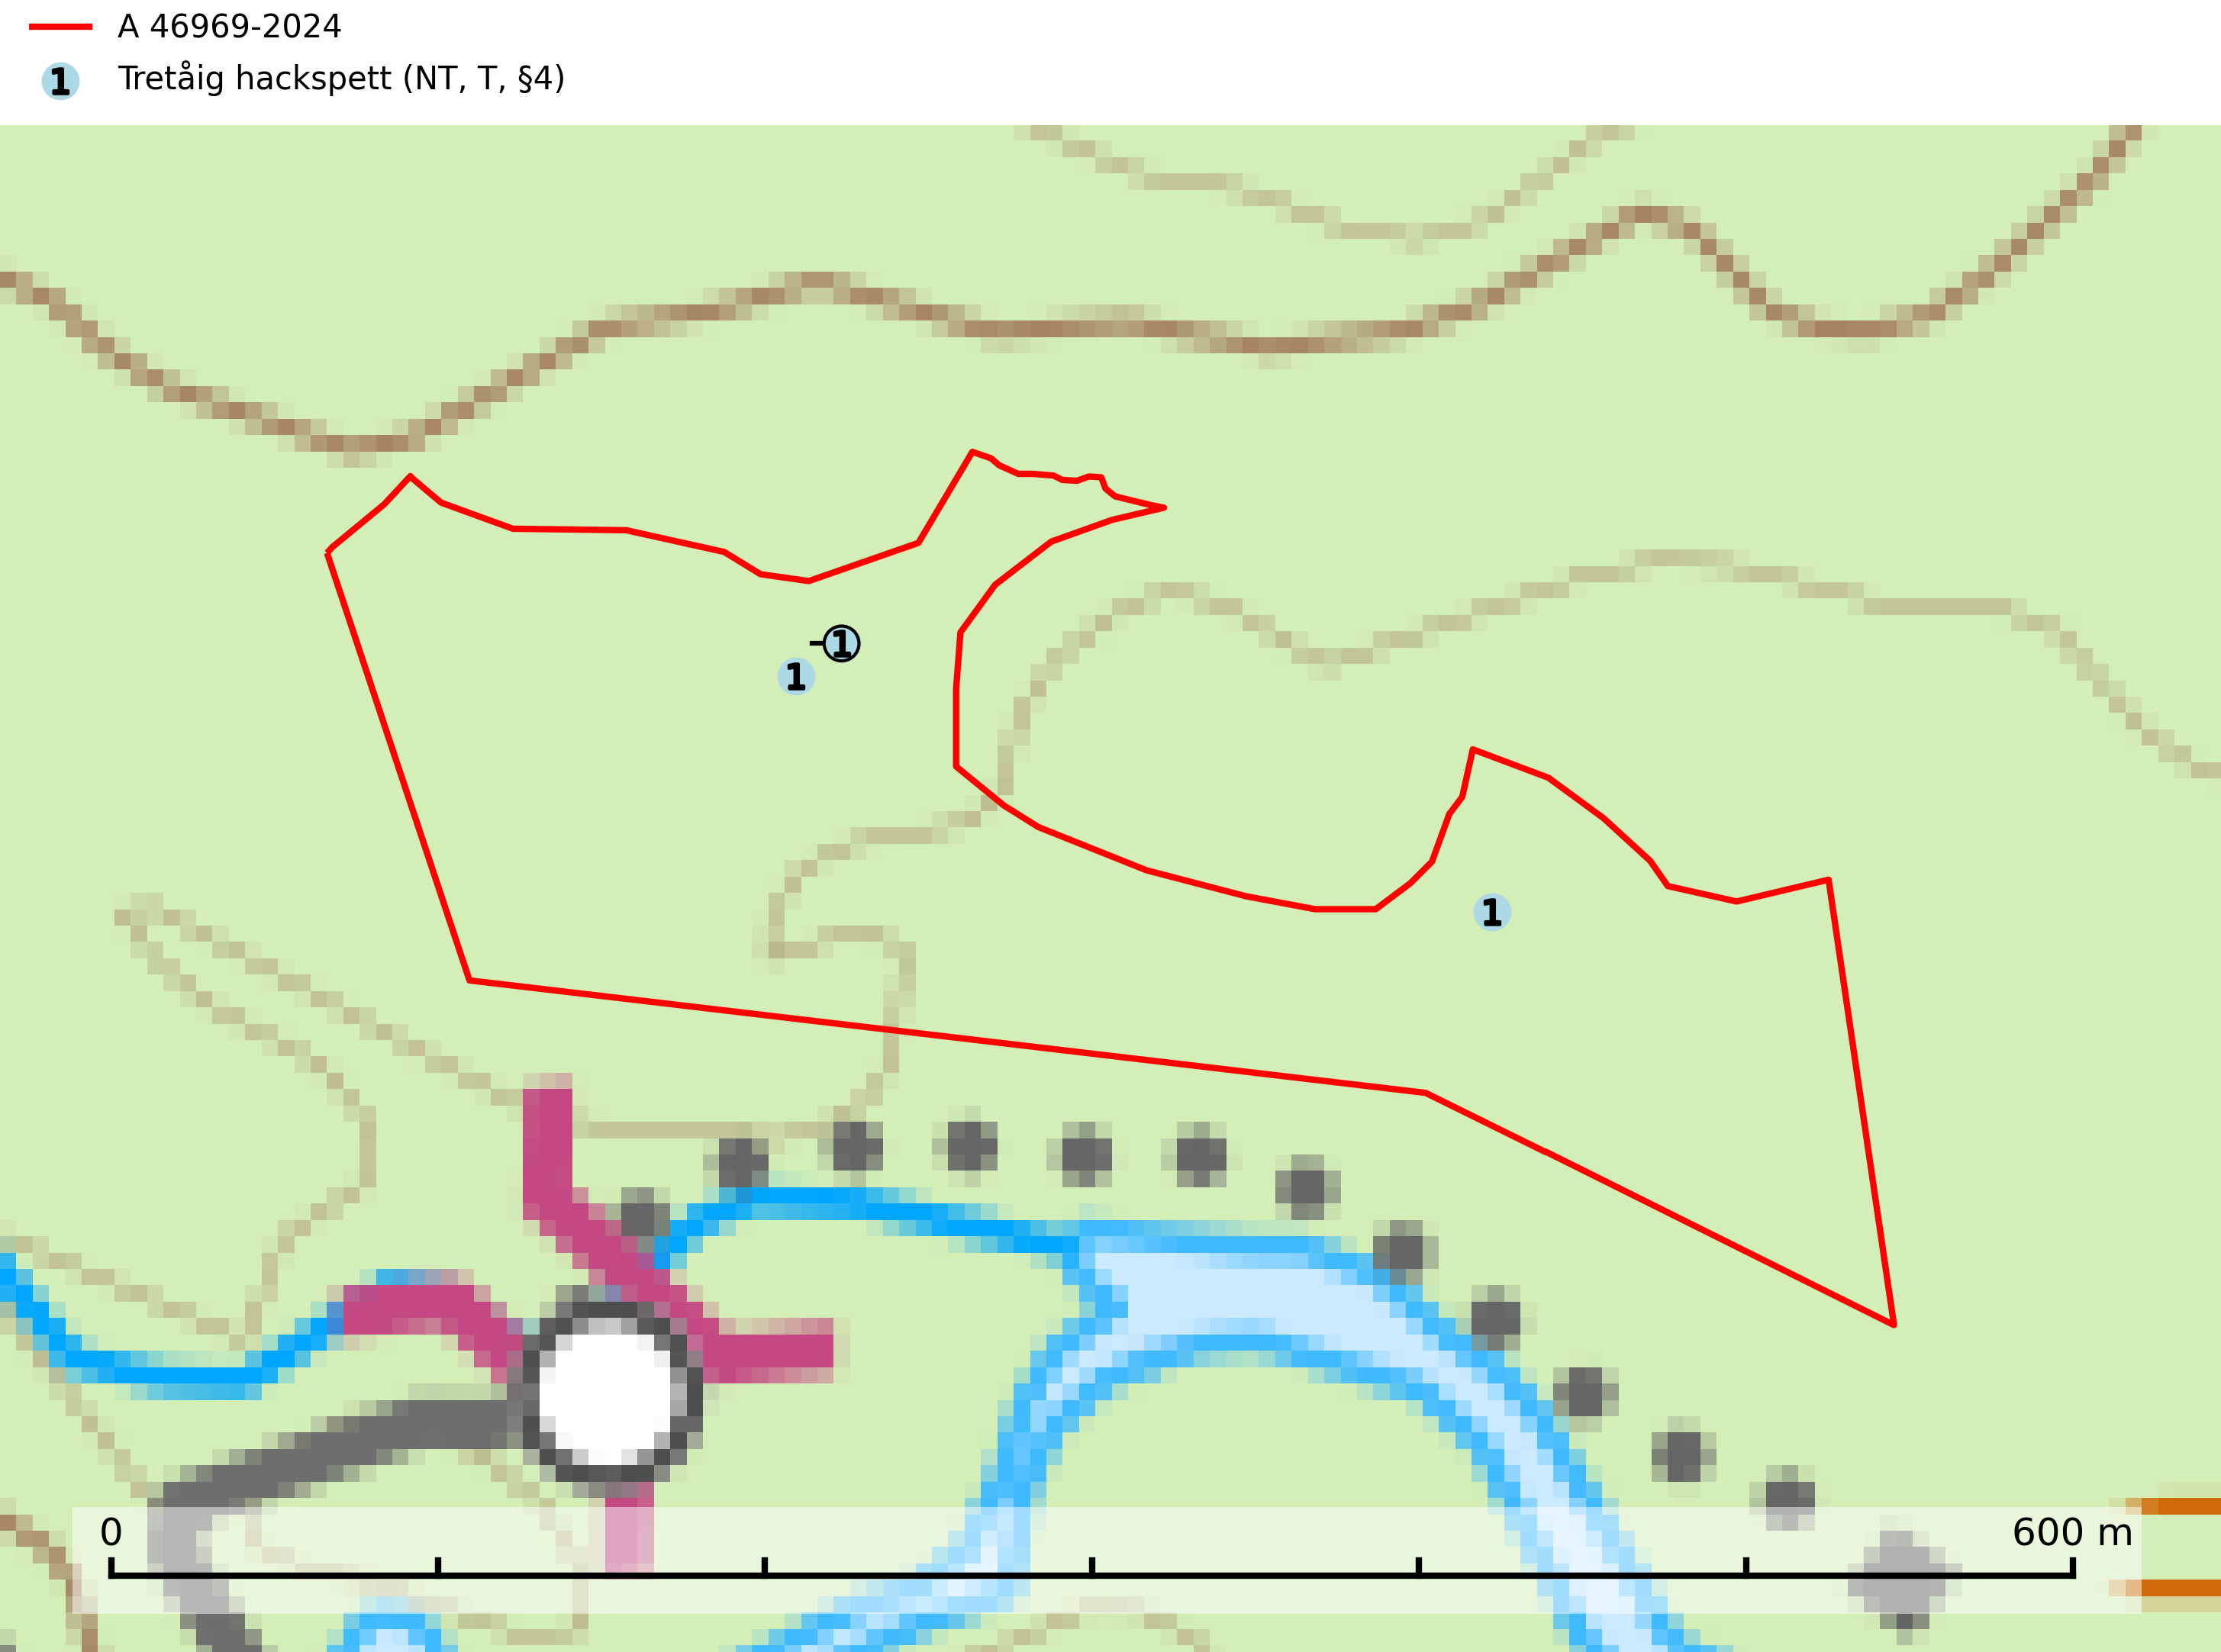 A 46969-2024
1 Tretåig hackspett (NT, T, §4)
1
1
1
0 600 m